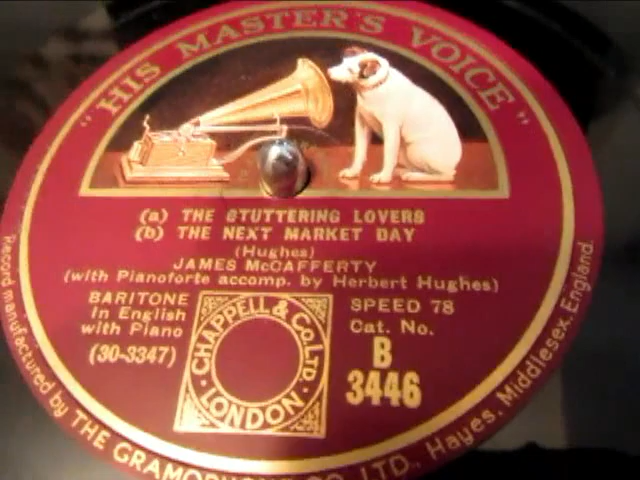 "HIS MASTER'S VOICE"
(a) THE STUTTERING LOVERS
(b) THE NEXT MARKET DAY
(Hughes)
JAMES McCAFFERTY
(with Pianoforte accomp. by Herbert Hughes)
BARITONE
In English
with Piano
(30-3347)
CHAPPELL & Co. LTD
LONDON
SPEED 78
Cat. No.
B
3446
Record manufactured by THE GRAMOPHONE CO. LTD., Hayes, Middlesex, England.